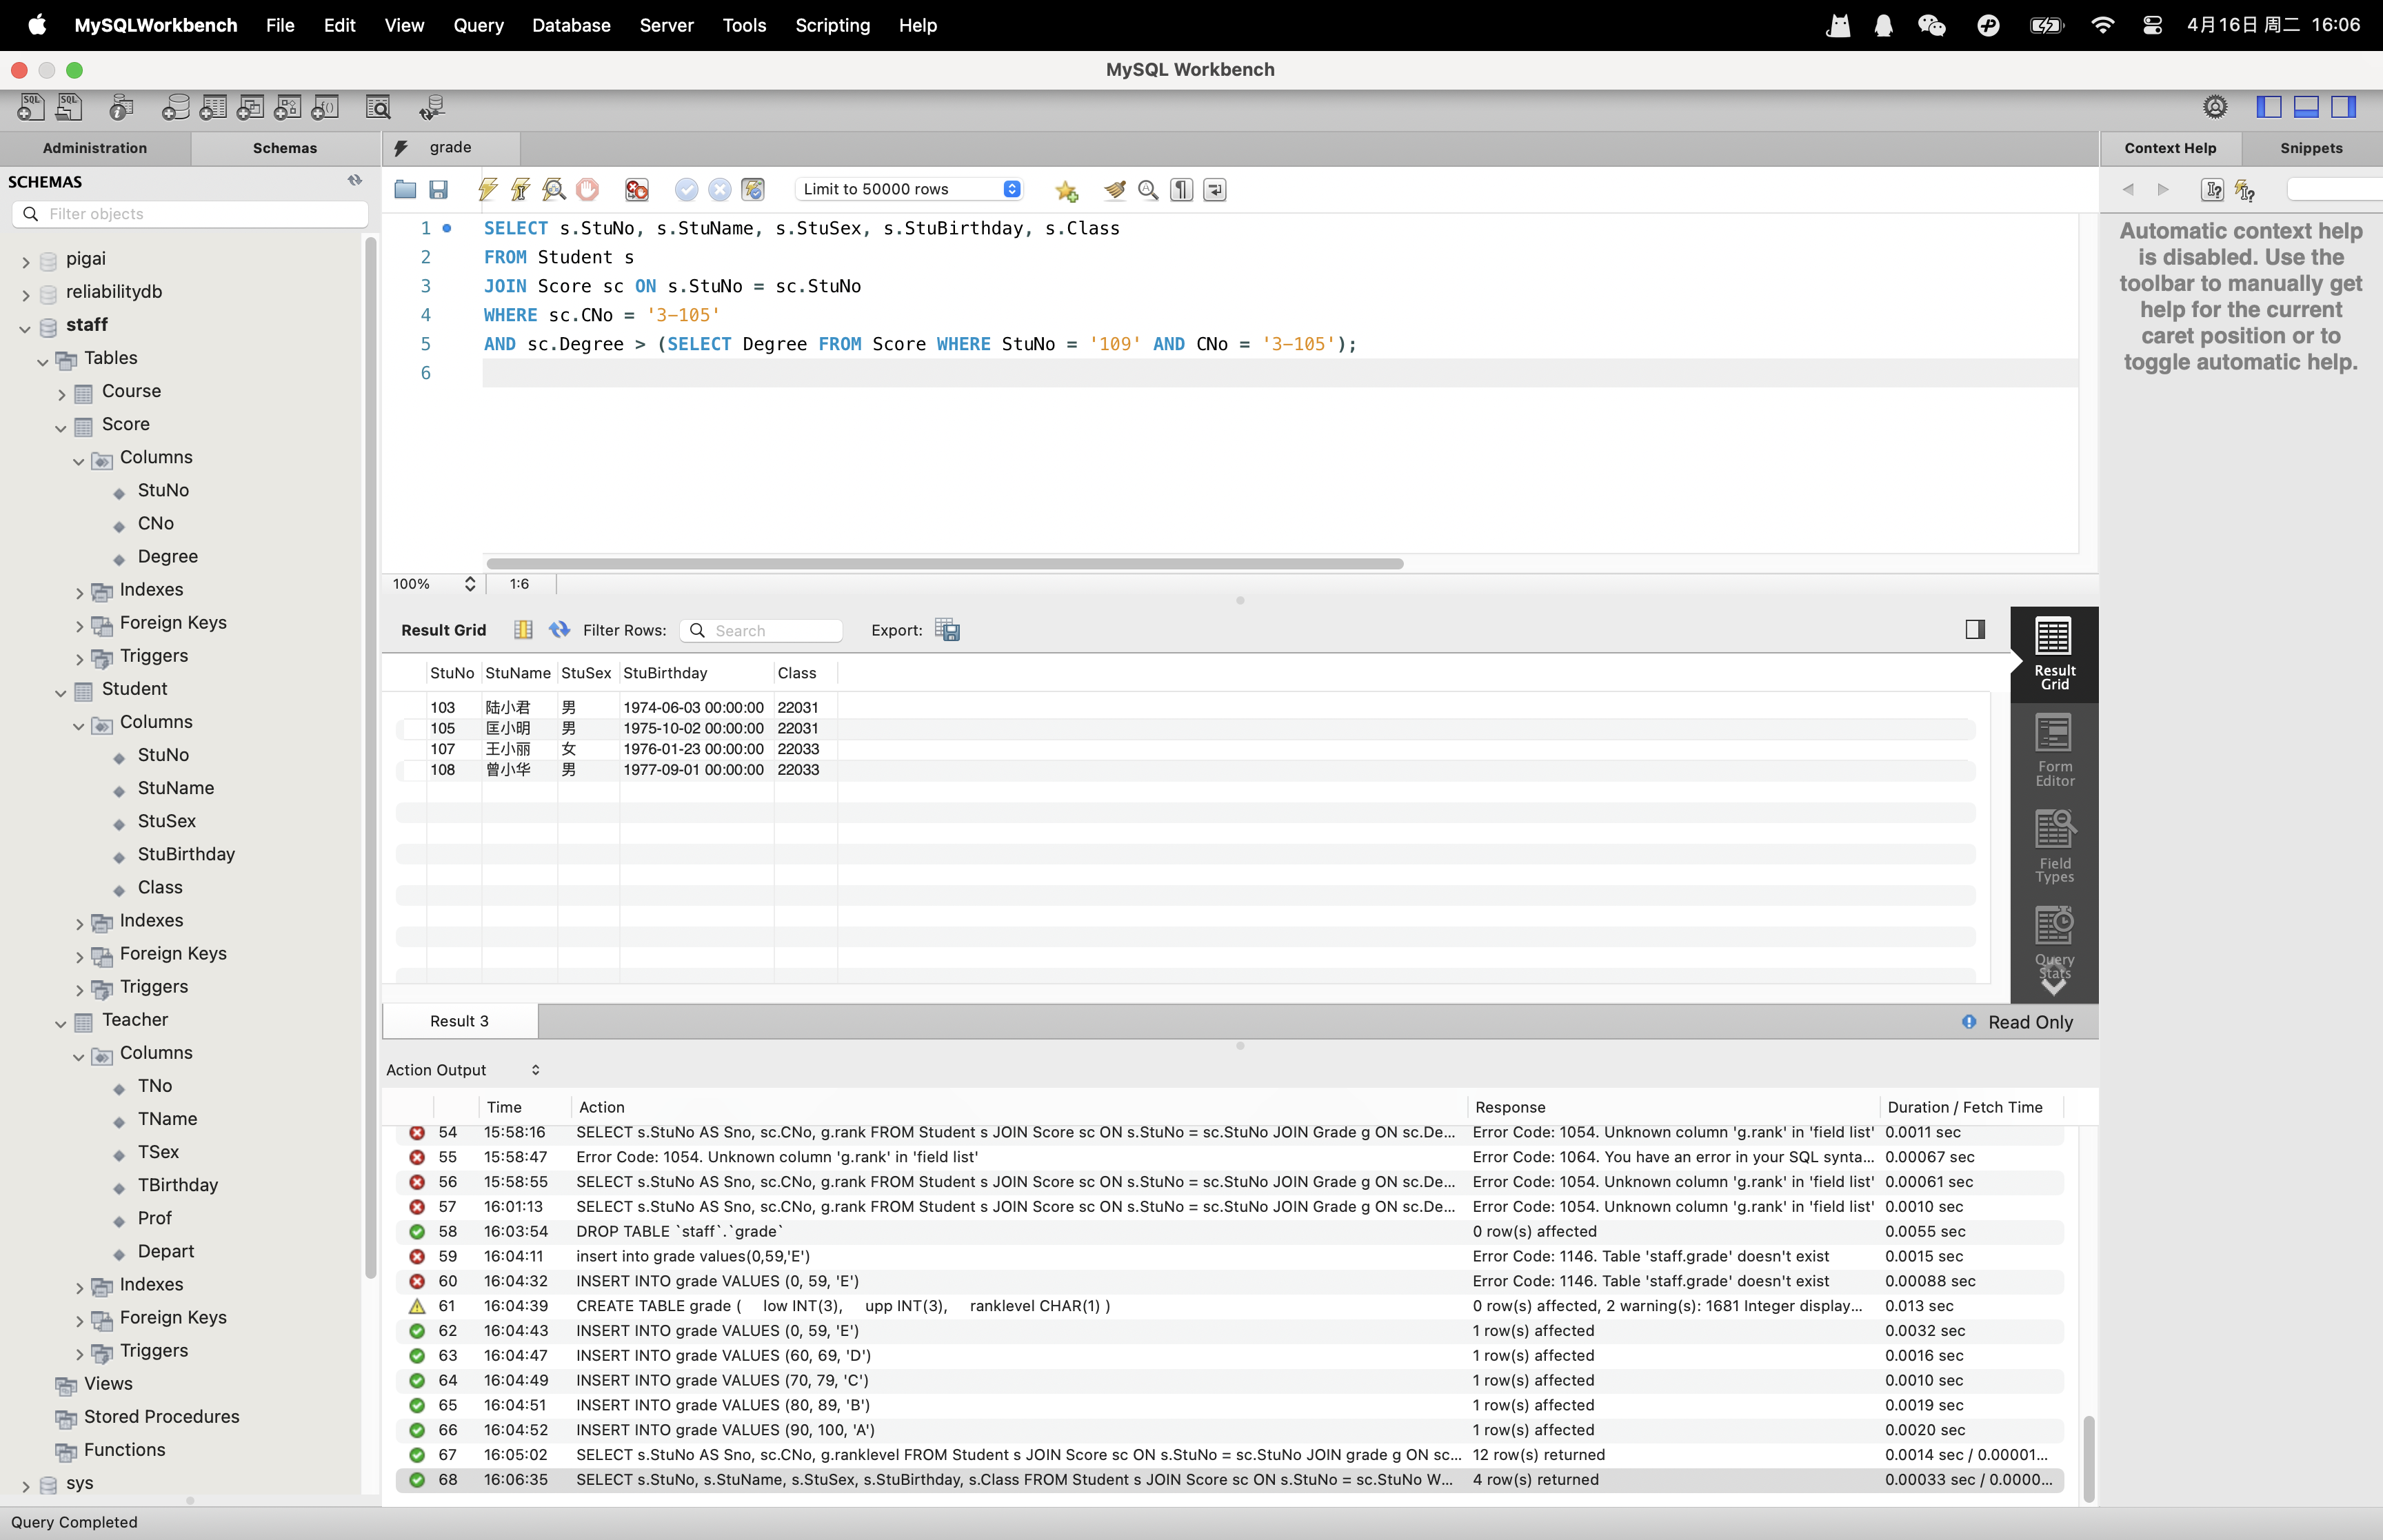 MySQLWorkbench File Edit View Query Database Server Tools Scripting Help 4月16日 周二 16:06
MySQL Workbench
Administration Schemas grade Context Help Snippets
SCHEMAS
Filter objects
pigai
reliabilitydb
staff
Tables
Course
Score
Columns
StuNo
CNo
Degree
Indexes
Foreign Keys
Triggers
Student
Columns
StuNo
StuName
StuSex
StuBirthday
Class
Indexes
Foreign Keys
Triggers
Teacher
Columns
TNo
TName
TSex
TBirthday
Prof
Depart
Indexes
Foreign Keys
Triggers
Views
Stored Procedures
Functions
sys
Limit to 50000 rows
1 SELECT s.StuNo, s.StuName, s.StuSex, s.StuBirthday, s.Class
2 FROM Student s
3 JOIN Score sc ON s.StuNo = sc.StuNo
4 WHERE sc.CNo = '3-105'
5 AND sc.Degree > (SELECT Degree FROM Score WHERE StuNo = '109' AND CNo = '3-105');
6
100% 1:6
Result Grid Filter Rows: Search Export:
StuNo StuName StuSex StuBirthday Class
103 陆小君 男 1974-06-03 00:00:00 22031
105 匡小明 男 1975-10-02 00:00:00 22031
107 王小丽 女 1976-01-23 00:00:00 22033
108 曾小华 男 1977-09-01 00:00:00 22033
Result
Grid
Form
Editor
Field
Types
Query
Stats
Result 3 Read Only
Action Output
Time Action Response Duration / Fetch Time
54 15:58:16 SELECT s.StuNo AS Sno, sc.CNo, g.rank FROM Student s JOIN Score sc ON s.StuNo = sc.StuNo JOIN Grade g ON sc.De... Error Code: 1054. Unknown column 'g.rank' in 'field list' 0.0011 sec
55 15:58:47 Error Code: 1054. Unknown column 'g.rank' in 'field list' Error Code: 1064. You have an error in your SQL synta... 0.00067 sec
56 15:58:55 SELECT s.StuNo AS Sno, sc.CNo, g.rank FROM Student s JOIN Score sc ON s.StuNo = sc.StuNo JOIN Grade g ON sc.De... Error Code: 1054. Unknown column 'g.rank' in 'field list' 0.00061 sec
57 16:01:13 SELECT s.StuNo AS Sno, sc.CNo, g.rank FROM Student s JOIN Score sc ON s.StuNo = sc.StuNo JOIN Grade g ON sc.De... Error Code: 1054. Unknown column 'g.rank' in 'field list' 0.0010 sec
58 16:03:54 DROP TABLE `staff`.`grade` 0 row(s) affected 0.0055 sec
59 16:04:11 insert into grade values(0,59,'E') Error Code: 1146. Table 'staff.grade' doesn't exist 0.0015 sec
60 16:04:32 INSERT INTO grade VALUES (0, 59, 'E') Error Code: 1146. Table 'staff.grade' doesn't exist 0.00088 sec
61 16:04:39 CREATE TABLE grade ( low INT(3), upp INT(3), ranklevel CHAR(1) ) 0 row(s) affected, 2 warning(s): 1681 Integer display... 0.013 sec
62 16:04:43 INSERT INTO grade VALUES (0, 59, 'E') 1 row(s) affected 0.0032 sec
63 16:04:47 INSERT INTO grade VALUES (60, 69, 'D') 1 row(s) affected 0.0016 sec
64 16:04:49 INSERT INTO grade VALUES (70, 79, 'C') 1 row(s) affected 0.0010 sec
65 16:04:51 INSERT INTO grade VALUES (80, 89, 'B') 1 row(s) affected 0.0019 sec
66 16:04:52 INSERT INTO grade VALUES (90, 100, 'A') 1 row(s) affected 0.0020 sec
67 16:05:02 SELECT s.StuNo AS Sno, sc.CNo, g.ranklevel FROM Student s JOIN Score sc ON s.StuNo = sc.StuNo JOIN grade g ON sc... 12 row(s) returned 0.0014 sec / 0.00001...
68 16:06:35 SELECT s.StuNo, s.StuName, s.StuSex, s.StuBirthday, s.Class FROM Student s JOIN Score sc ON s.StuNo = sc.StuNo W... 4 row(s) returned 0.00033 sec / 0.0000...
Automatic context help
is disabled. Use the
toolbar to manually get
help for the current
caret position or to
toggle automatic help.
Query Completed